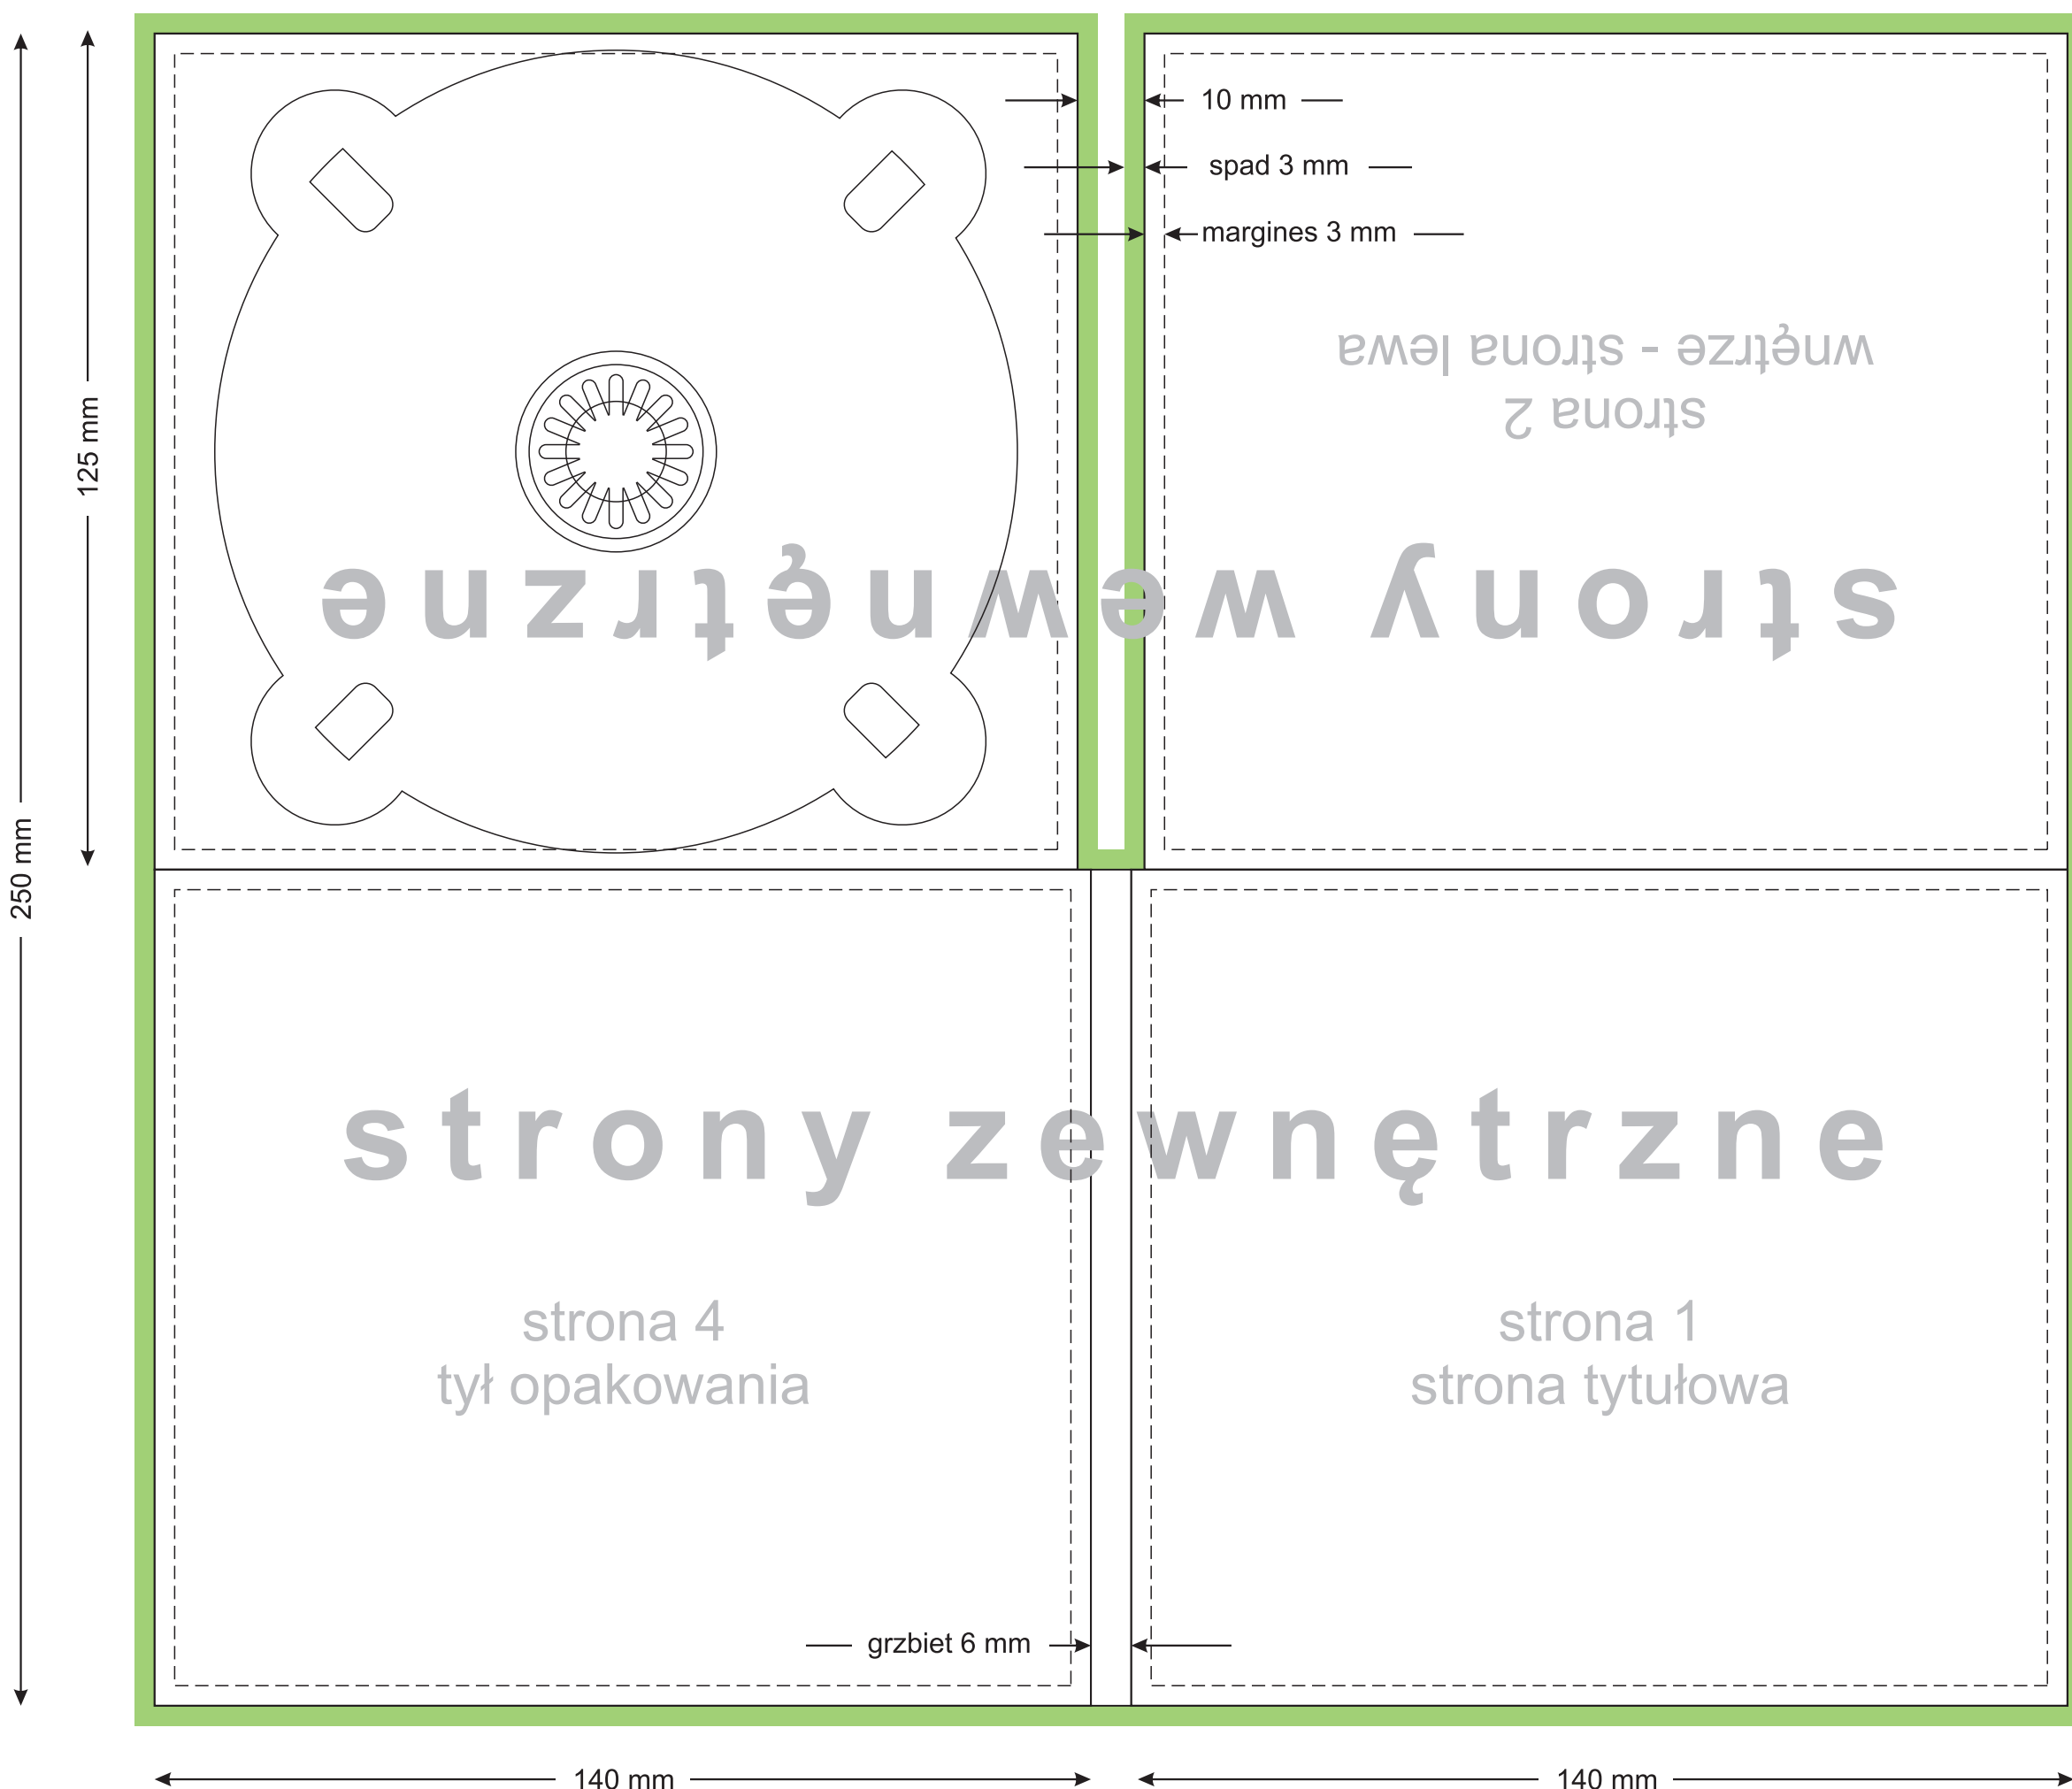 10 mm
spad 3 mm
margines 3 mm
125 mm
250 mm
strona 2
wnętrze - strona lewa
strony wewnętrzne
strony zewnętrzne
strona 4
tył opakowania
strona 1
strona tytułowa
grzbiet 6 mm
140 mm
140 mm